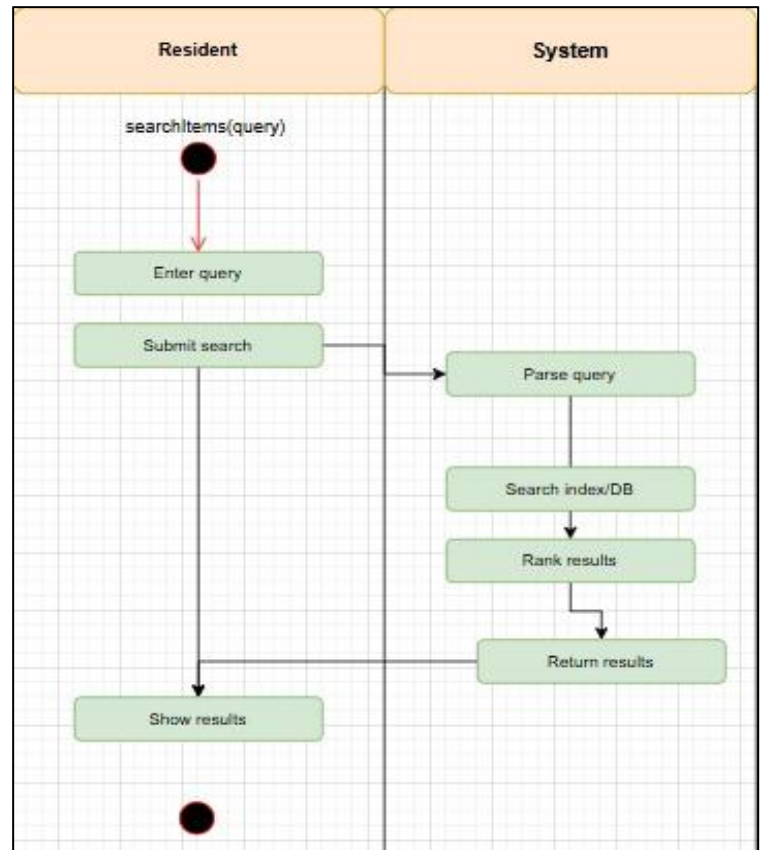 Resident
System
searchItems(query)
Enter query
Submit search
Parse query
Search index/DB
Rank results
Return results
Show results